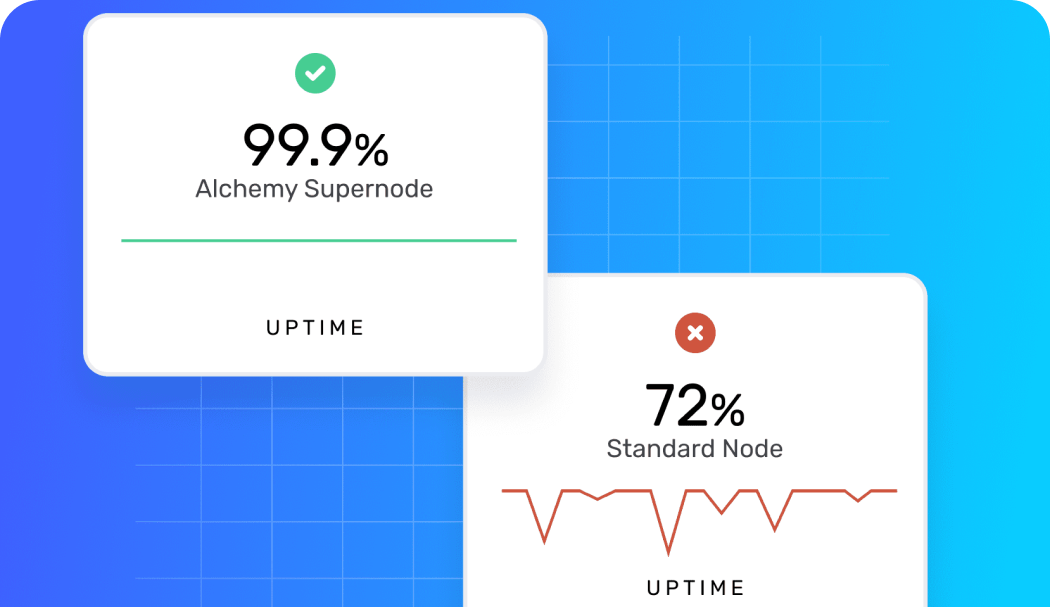 99.9%
Alchemy Supernode
UPTIME
72%
Standard Node
UPTIME